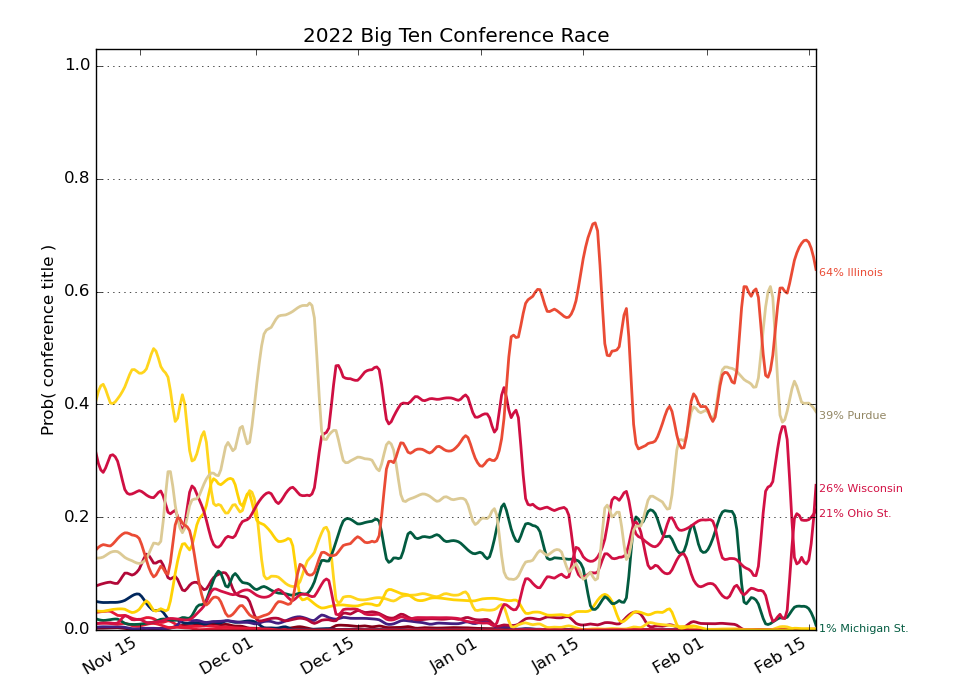 2022 Big Ten Conference Race
Prob( conference title )
1.0
0.8
0.6
0.4
0.2
0.0
64% Illinois
39% Purdue
26% Wisconsin
21% Ohio St.
1% Michigan St.
Nov 15
Dec 01
Dec 15
Jan 01
Jan 15
Feb 01
Feb 15